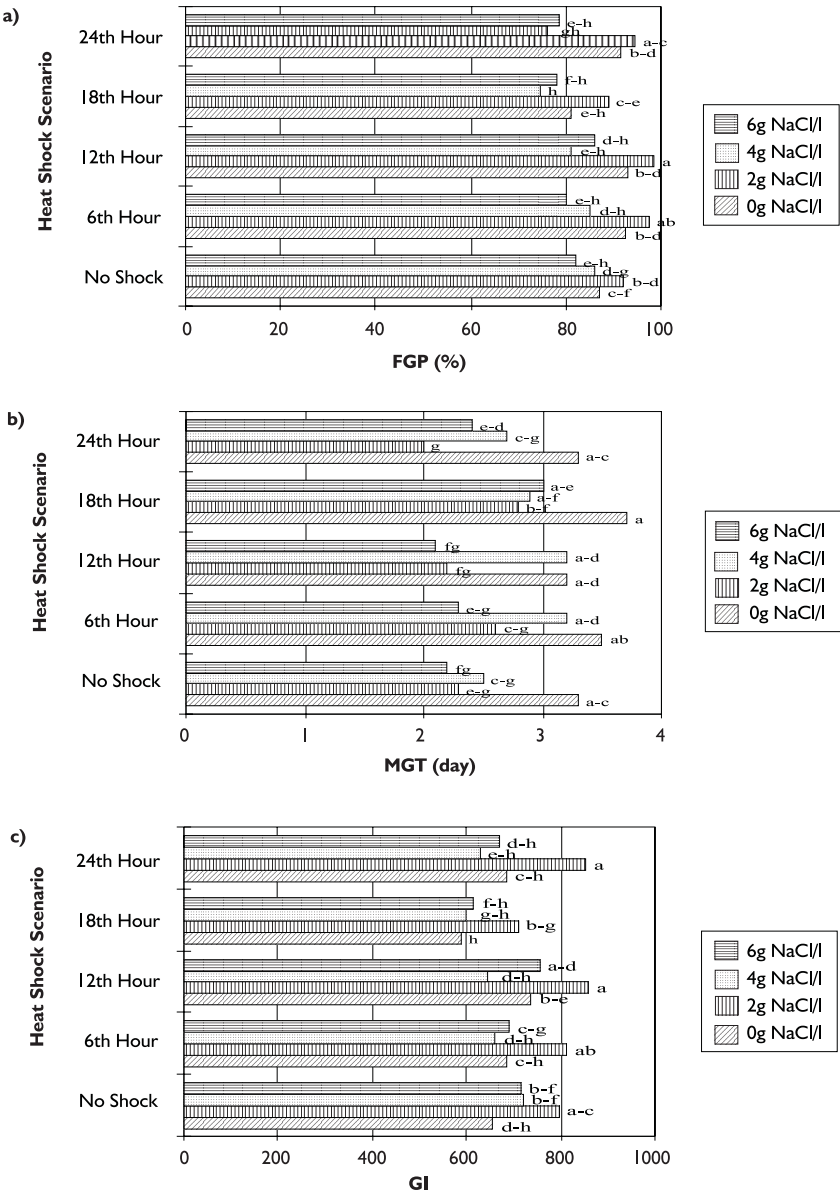 a)
Heat Shock Scenario
24th Hour
e-h
gh
a-c
b-d
18th Hour
f-h
h
c-e
e-h
12th Hour
d-h
e-h
a
b-d
6th Hour
e-h
d-h
ab
b-d
No Shock
e-h
d-g
b-d
c-f
0 20 40 60 80 100
FGP (%)
6g NaCl/l
4g NaCl/l
2g NaCl/l
0g NaCl/l
b)
Heat Shock Scenario
24th Hour
e-d
c-g
g
a-c
18th Hour
a-e
a-f
b-f
a
12th Hour
fg
a-d
fg
a-d
6th Hour
e-g
a-d
c-g
ab
No Shock
fg
c-g
e-g
a-c
0 1 2 3 4
MGT (day)
6g NaCl/l
4g NaCl/l
2g NaCl/l
0g NaCl/l
c)
Heat Shock Scenario
24th Hour
d-h
e-h
a
c-h
18th Hour
f-h
g-h
b-g
h
12th Hour
a-d
d-h
a
b-e
6th Hour
c-g
d-h
ab
c-h
No Shock
b-f
b-f
a-c
d-h
0 200 400 600 800 1000
GI
6g NaCl/l
4g NaCl/l
2g NaCl/l
0g NaCl/l